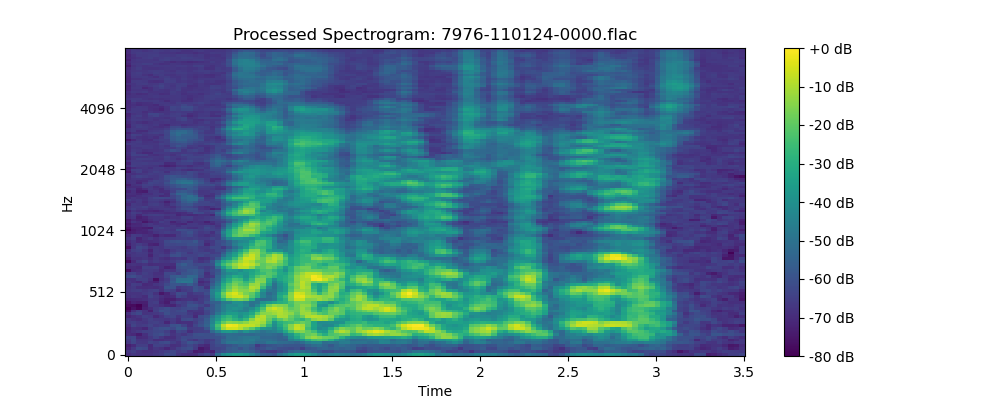 Processed Spectrogram: 7976-110124-0000.flac
+0 dB
4096
-10 dB
-20 dB
2048
-30 dB
Hz
-40 dB
1024
-50 dB
512
-60 dB
-70 dB
0
-80 dB
0
0.5
1
1.5
2
2.5
3
3.5
Time